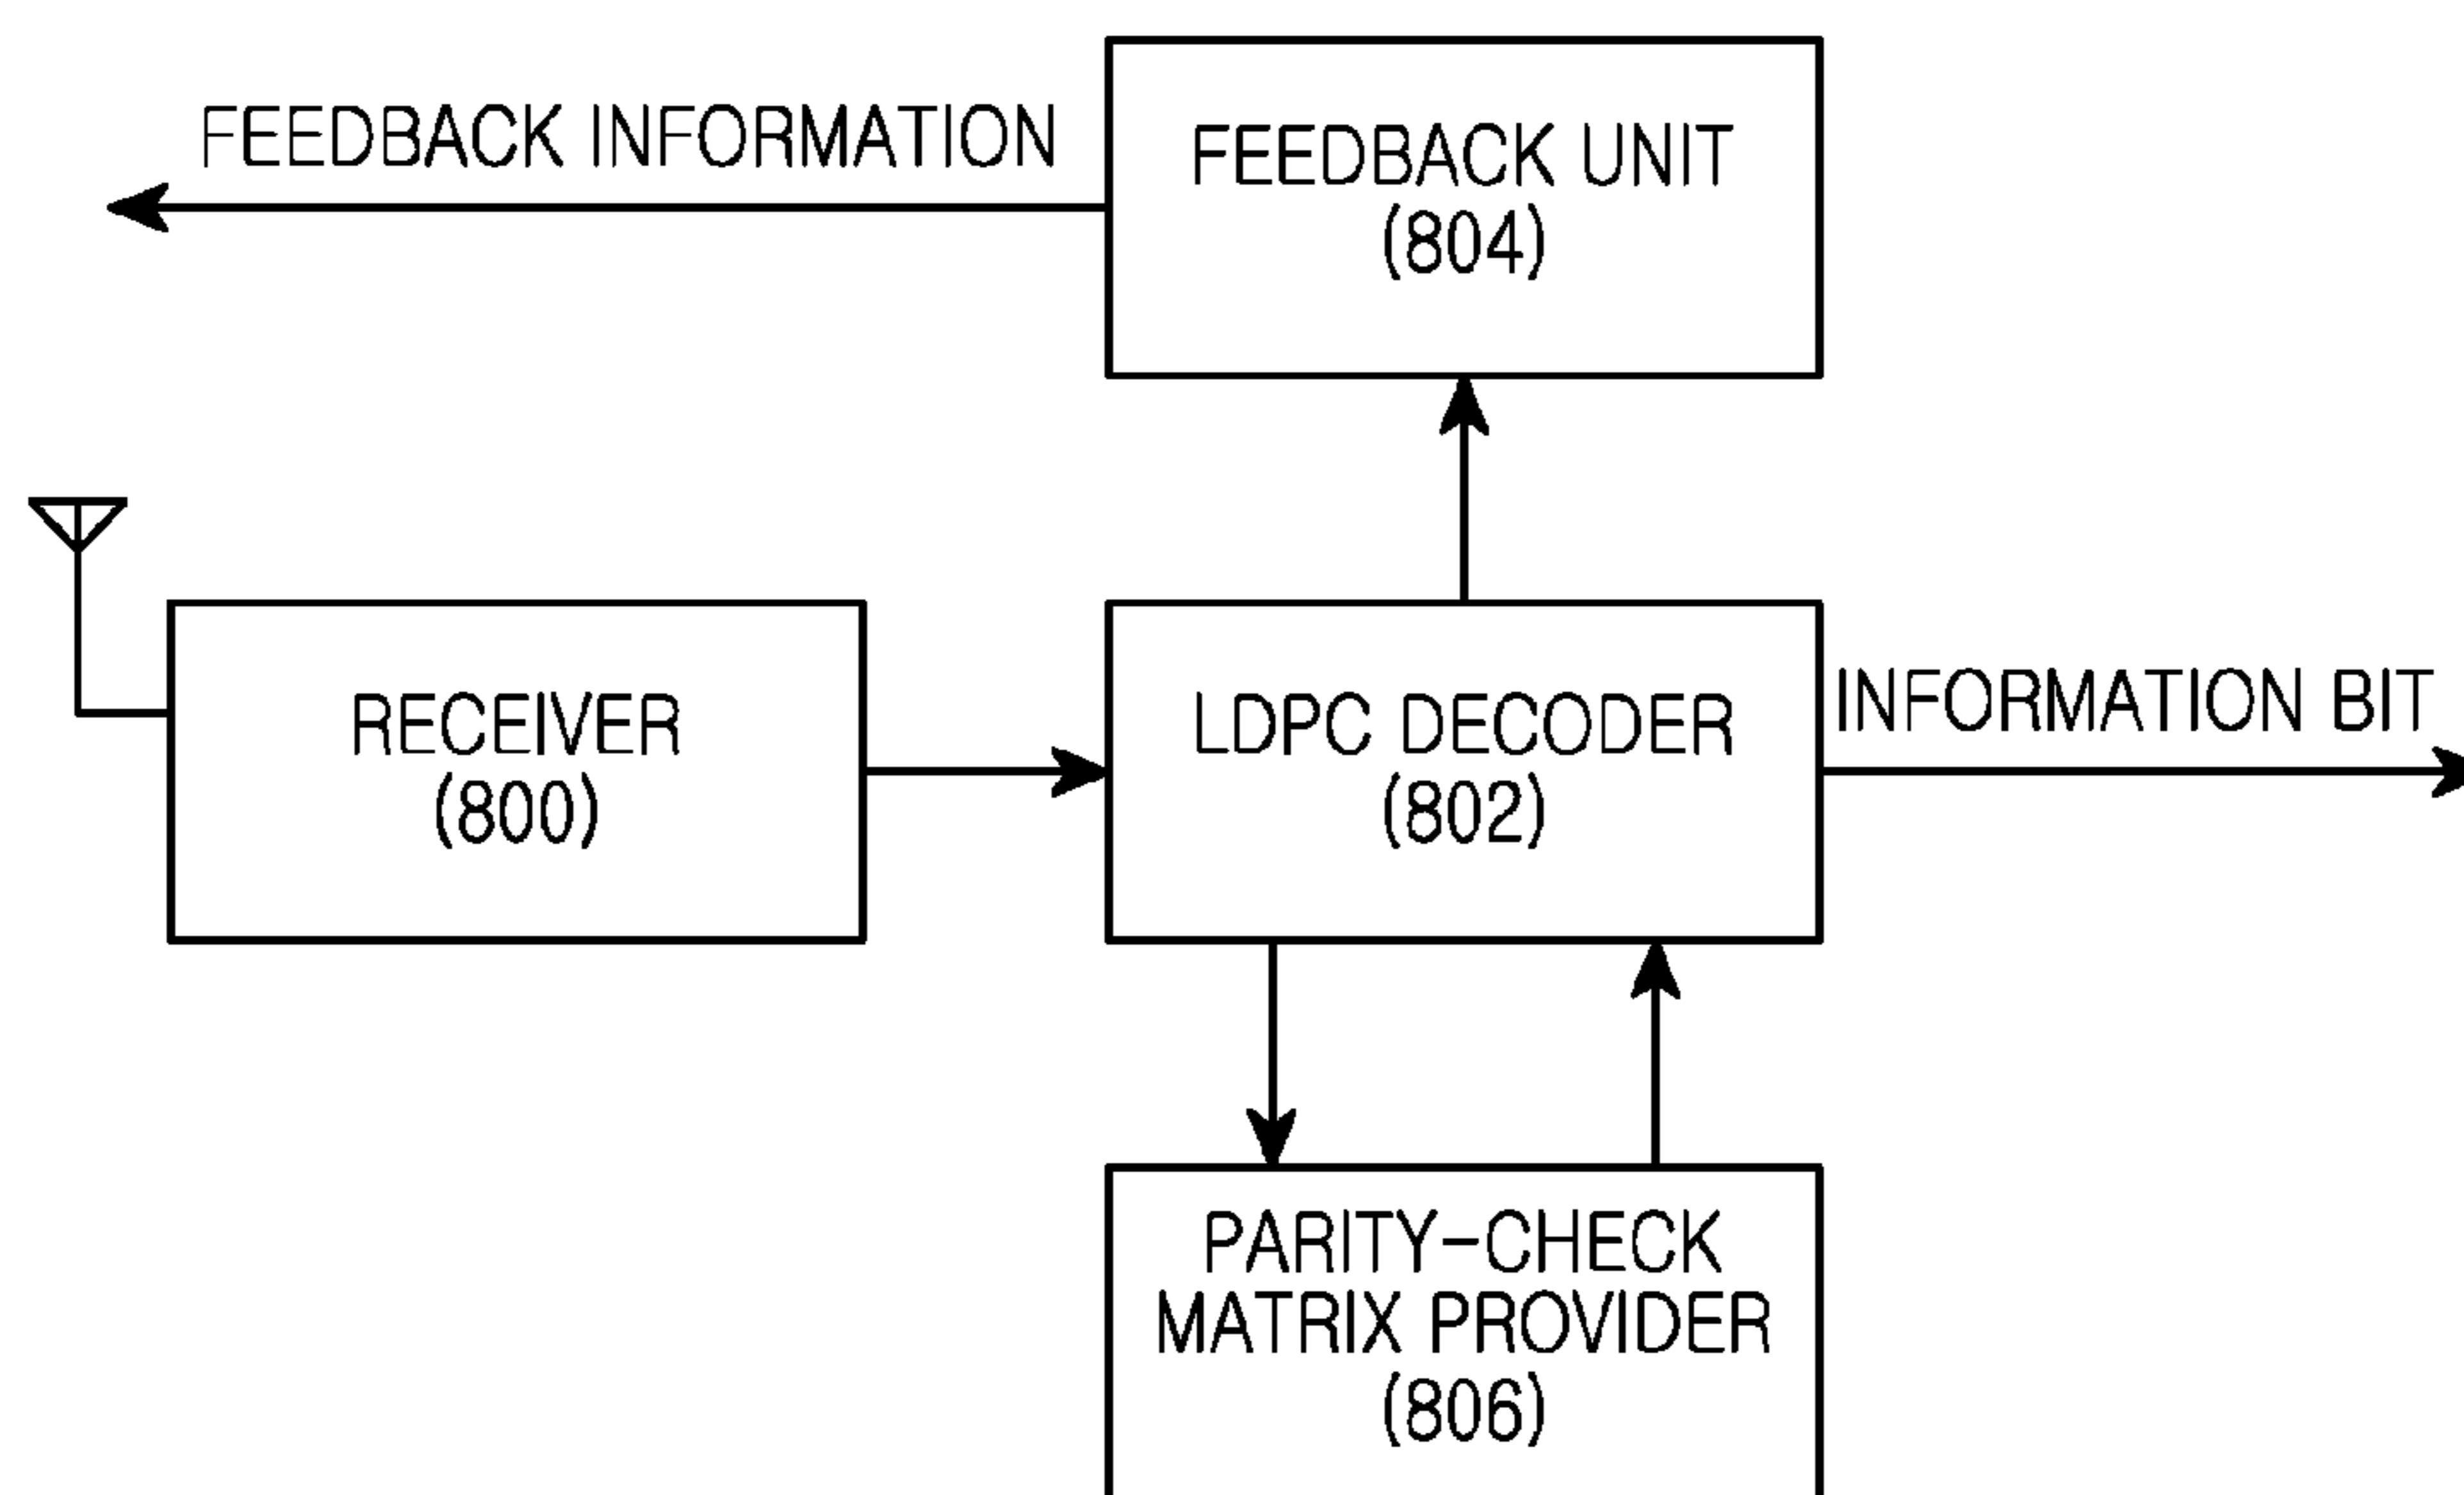 FEEDBACK INFORMATION
FEEDBACK UNIT
(804)
RECEIVER
(800)
LDPC DECODER
(802)
INFORMATION BIT
PARITY-CHECK
MATRIX PROVIDER
(806)